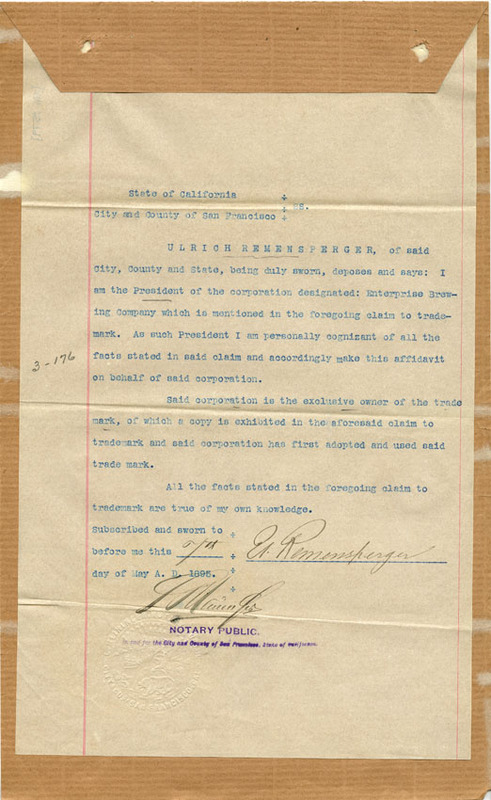 State of California
SS.
City and County of San Francisco
ULRICH REMENSPERGER, of said
City, County and State, being duly sworn, deposes and says: I
am the President of the corporation designated: Enterprise Brew-
ing Company which is mentioned in the foregoing claim to trade-
mark. As such President I am personally cognizant of all the
facts stated in said claim and accordingly make this affidavit
3-176
on behalf of said corporation.
Said corporation is the exclusive owner of the trade
mark, of which a copy is exhibited in the aforesaid claim to
trademark and said corporation has first adopted and used said
trade mark.
All the facts stated in the foregoing claim to
trademark are true of my own knowledge.
Subscribed and sworn to
before me this U. Remensperger
day of May A. D. 1895.
NOTARY PUBLIC.
In and for the City and County of San Francisco, State of California.